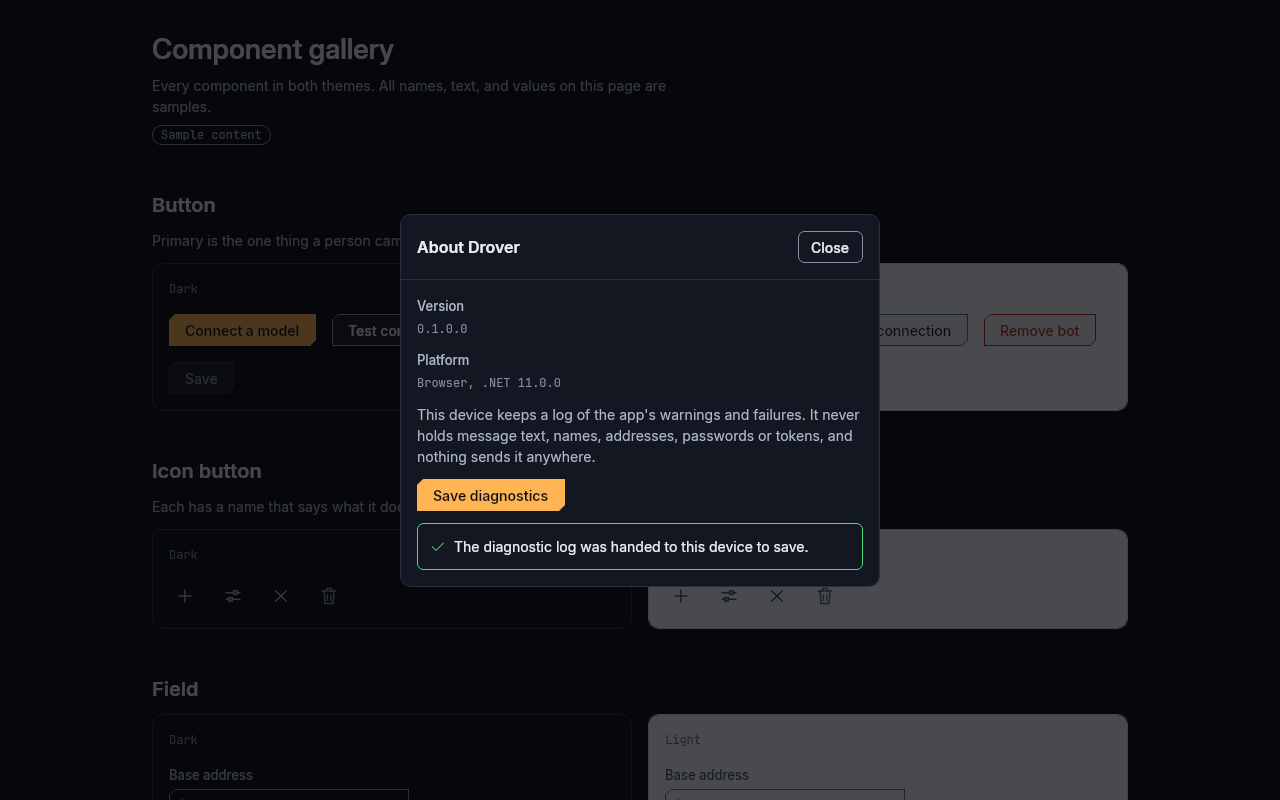 Component gallery
Every component in both themes. All names, text, and values on this page are
samples.
Sample content
Button
Primary is the one thing a person cam
Dark
Connect a model
Test con
connection
Remove bot
Save
About Drover
Close
Version
0.1.0.0
Platform
Browser, .NET 11.0.0
This device keeps a log of the app's warnings and failures. It never
holds message text, names, addresses, passwords or tokens, and
nothing sends it anywhere.
Save diagnostics
The diagnostic log was handed to this device to save.
Icon button
Each has a name that says what it doe
Dark
Field
Dark
Base address
Light
Base address